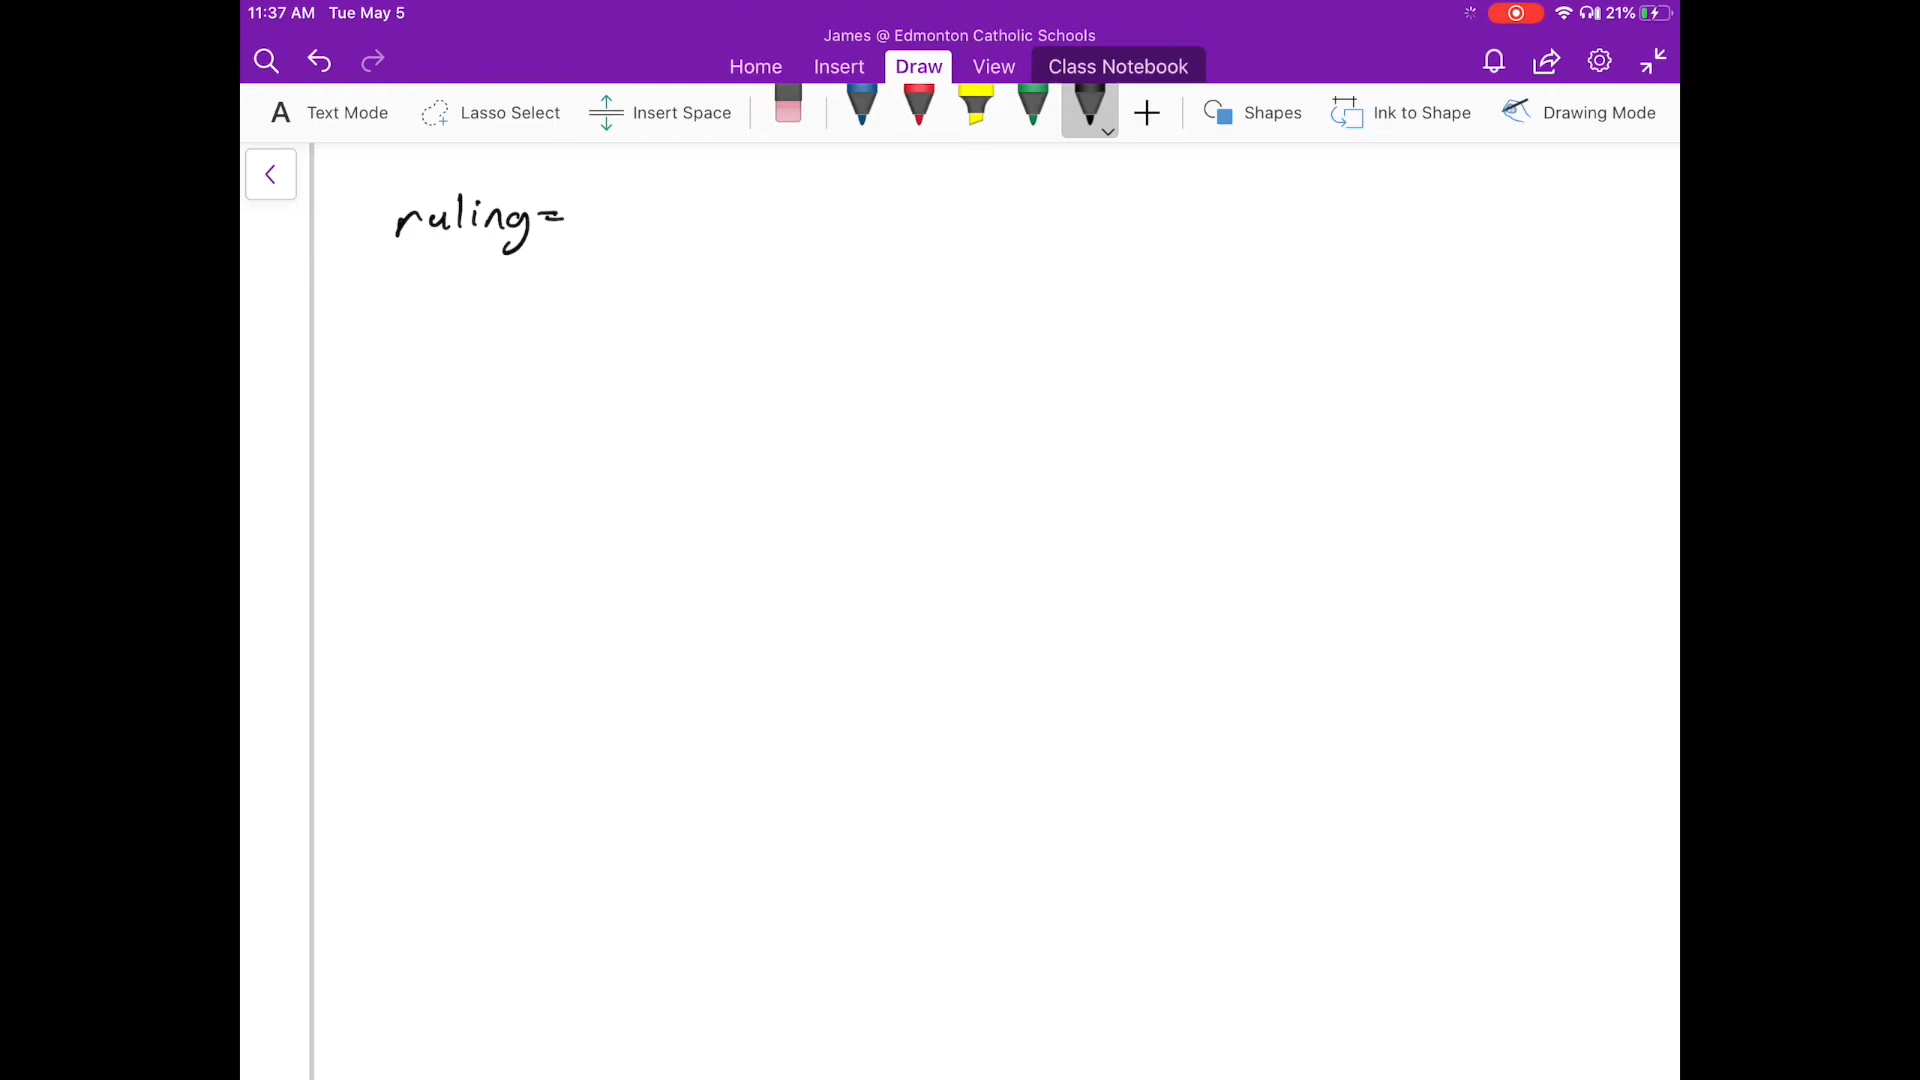 11:37 AM Tue May 5 21%
James @ Edmonton Catholic Schools
Home Insert Draw View Class Notebook
A Text Mode Lasso Select Insert Space Shapes Ink to Shape Drawing Mode
ruling=